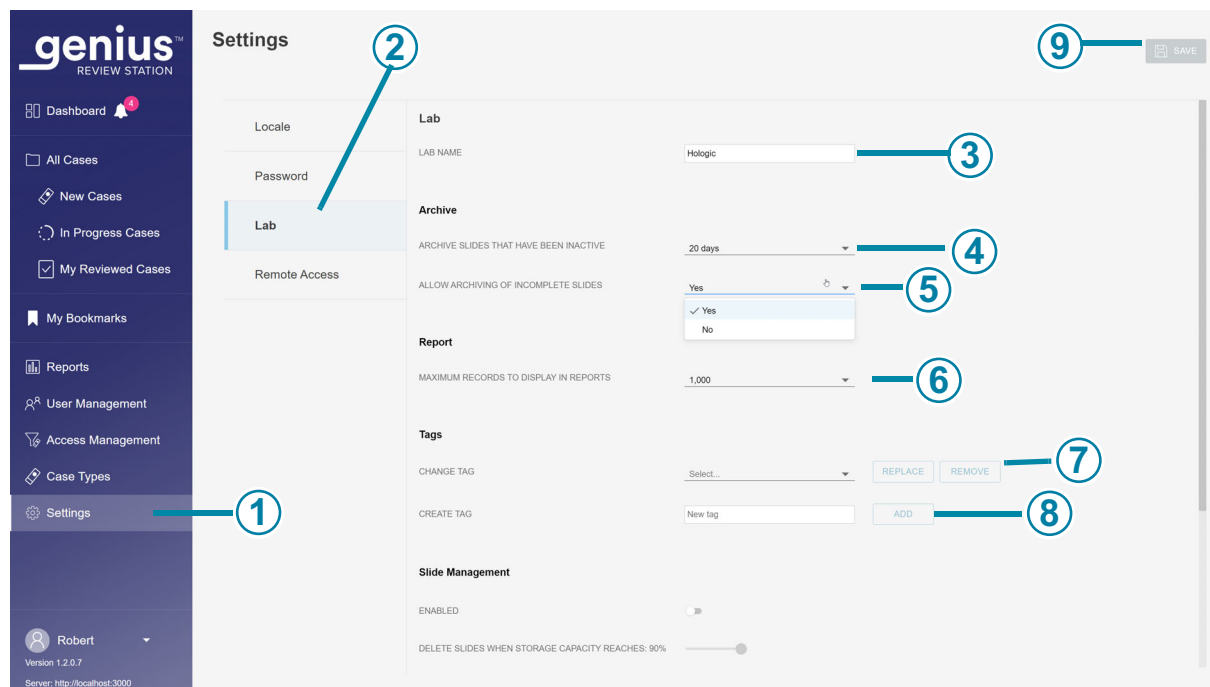 genius™
REVIEW STATION
Dashboard 4
All Cases
New Cases
In Progress Cases
My Reviewed Cases
My Bookmarks
Reports
User Management
Access Management
Case Types
Settings
1
Robert
Version 1.2.0.7
Server: http://localhost:3000
Settings
2
9
SAVE
Locale
Password
Lab
Remote Access
Lab
LAB NAME Hologic 3
Archive
ARCHIVE SLIDES THAT HAVE BEEN INACTIVE 20 days 4
ALLOW ARCHIVING OF INCOMPLETE SLIDES Yes 5
Yes
No
Report
MAXIMUM RECORDS TO DISPLAY IN REPORTS 1,000 6
Tags
CHANGE TAG Select... REPLACE REMOVE 7
CREATE TAG New tag ADD 8
Slide Management
ENABLED
DELETE SLIDES WHEN STORAGE CAPACITY REACHES: 90%